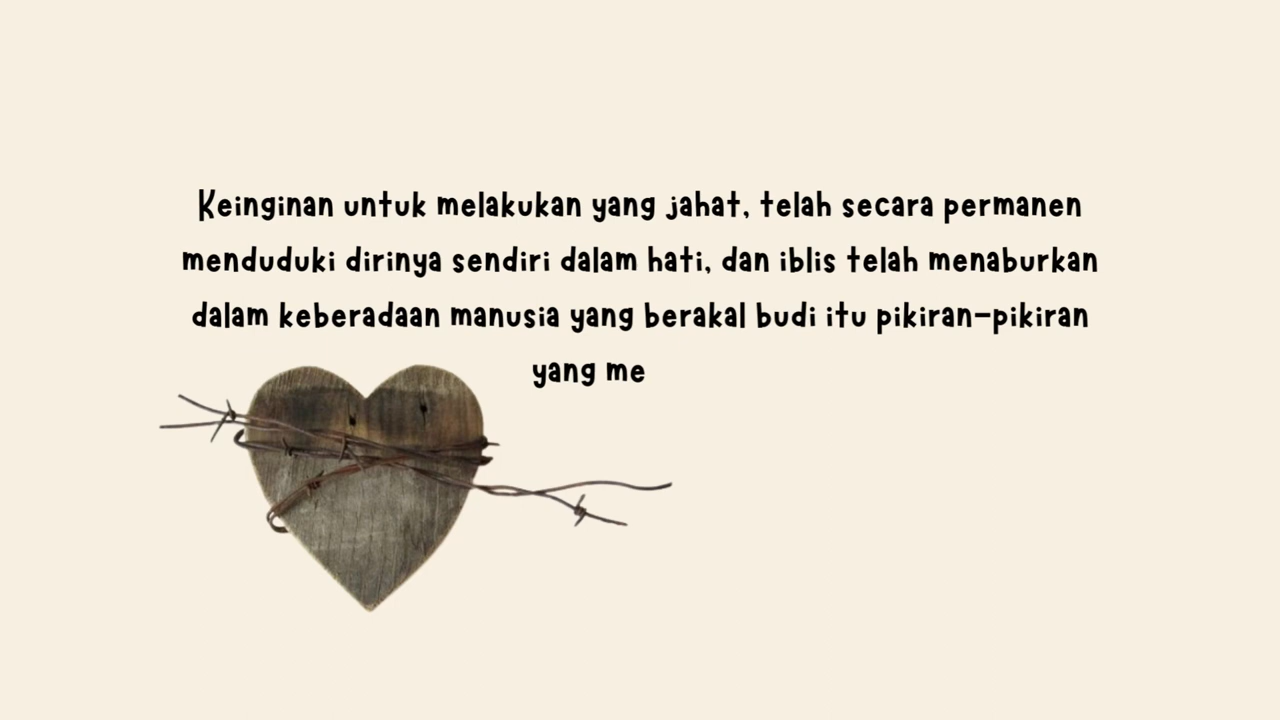 Keinginan untuk melakukan yang jahat, telah secara permanen
menduduki dirinya sendiri dalam hati, dan iblis telah menaburkan
dalam keberadaan manusia yang berakal budi itu pikiran-pikiran
yang me